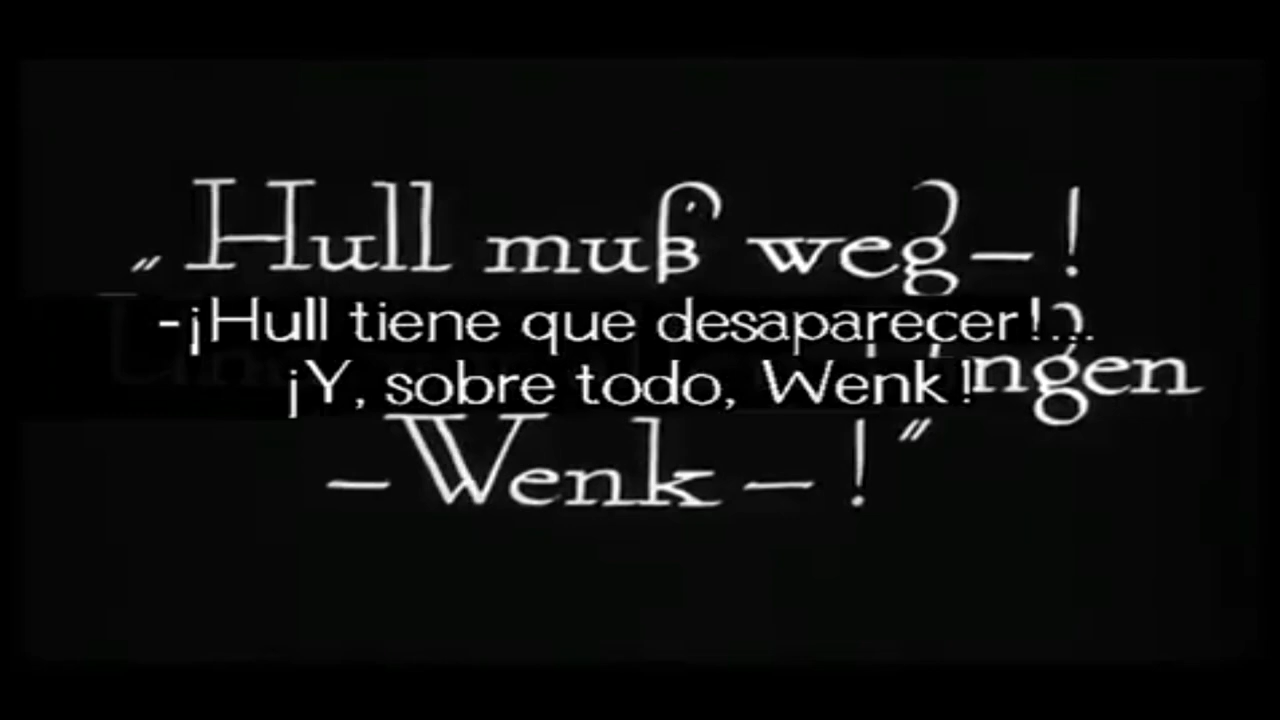 „Hull muß weg – !
-¡Hull tiene que desaparecer!...
¡Y, sobre todo, Wenk!
ngen
– Wenk – !"